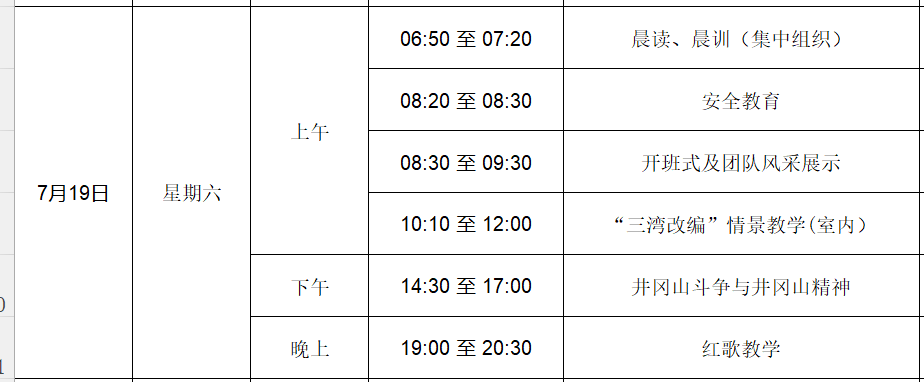 06:50 至 07:20 晨读、晨训（集中组织）
08:20 至 08:30 安全教育
上午
08:30 至 09:30 开班式及团队风采展示
7月19日 星期六
10:10 至 12:00 “三湾改编”情景教学(室内）
下午 14:30 至 17:00 井冈山斗争与井冈山精神
晚上 19:00 至 20:30 红歌教学